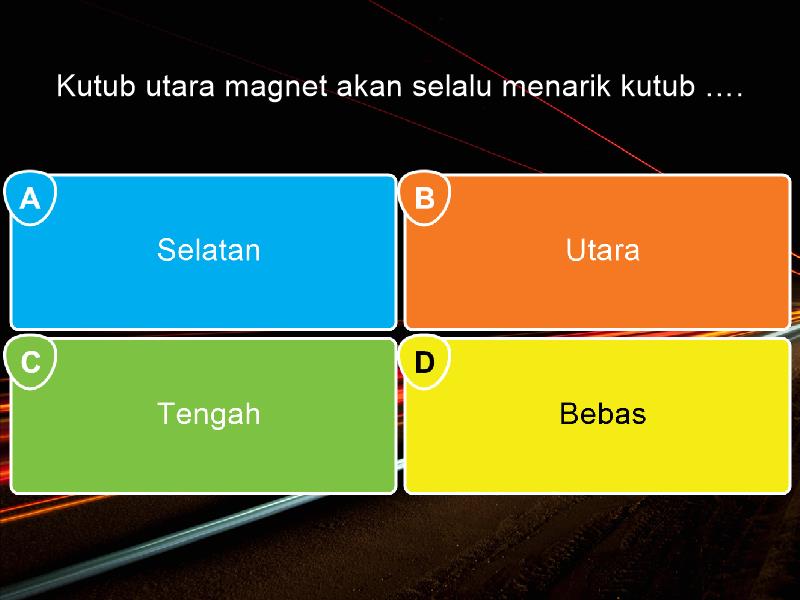 Kutub utara magnet akan selalu menarik kutub ….
A
Selatan
B
Utara
C
Tengah
D
Bebas